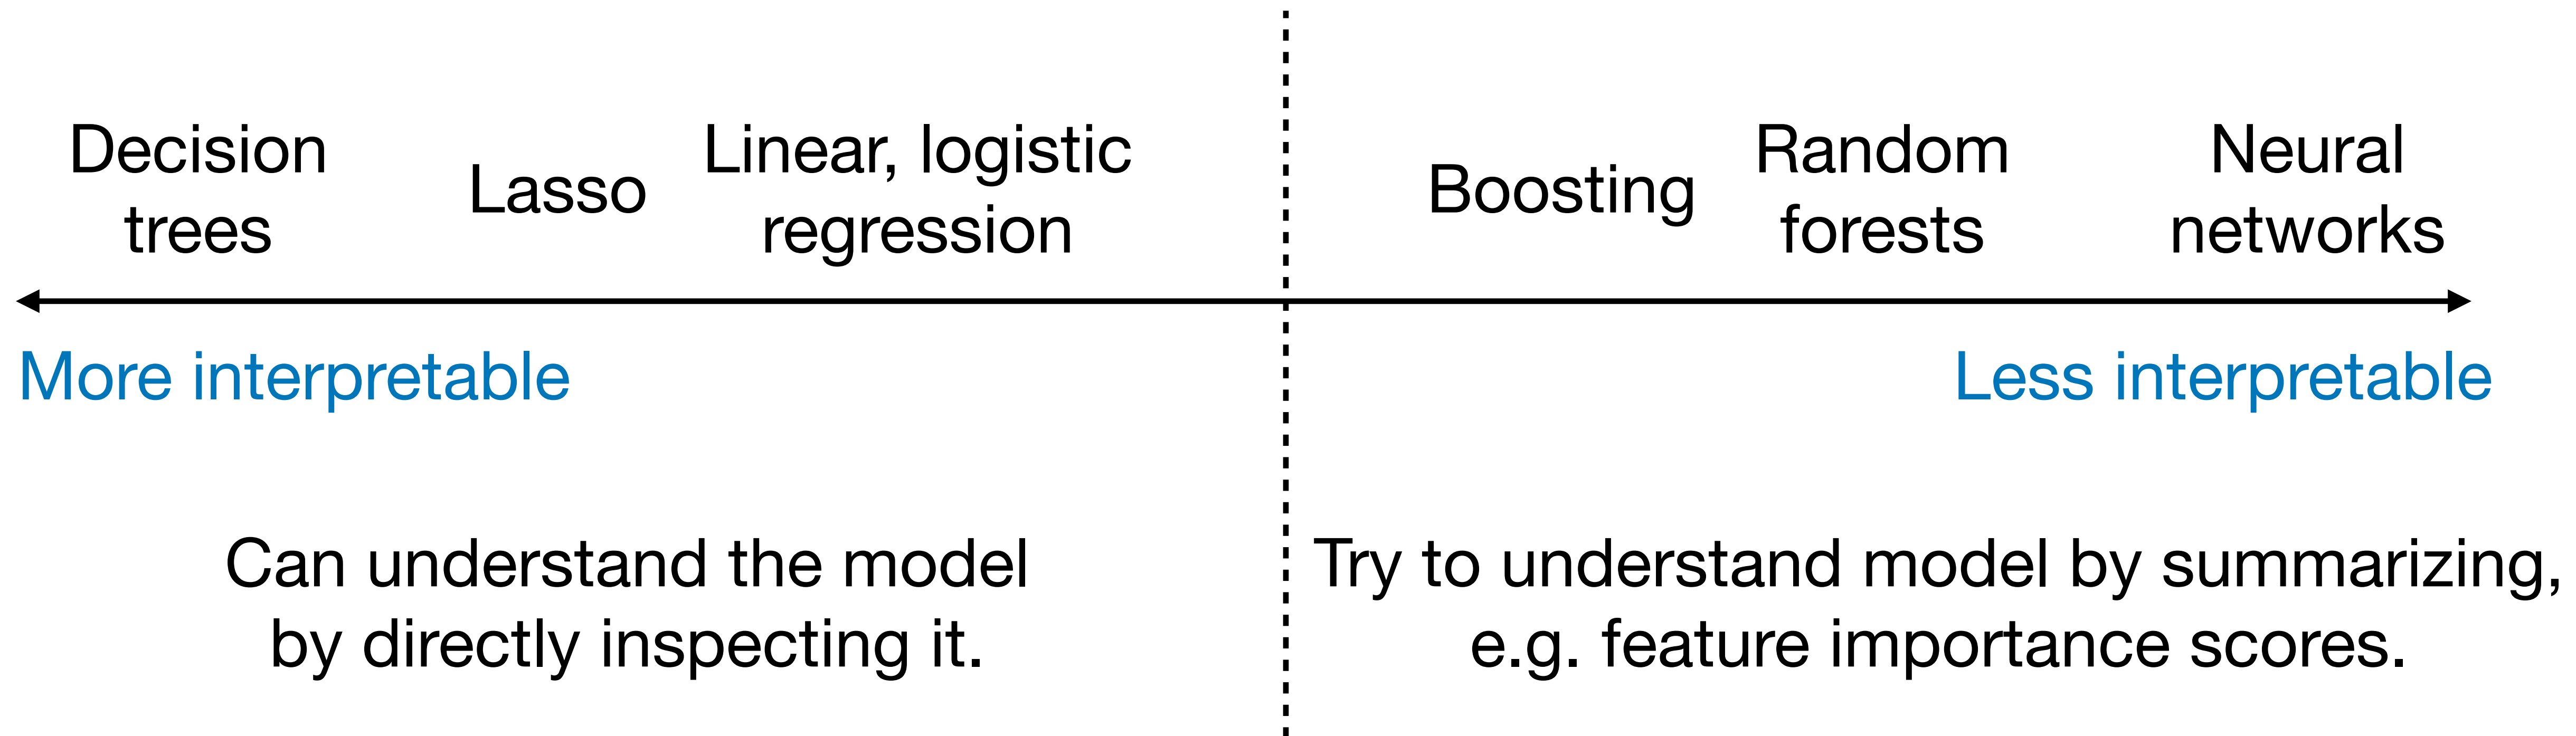 Decision
trees
Lasso
Linear, logistic
regression
Boosting
Random
forests
Neural
networks
More interpretable
Less interpretable
Can understand the model
by directly inspecting it.
Try to understand model by summarizing,
e.g. feature importance scores.